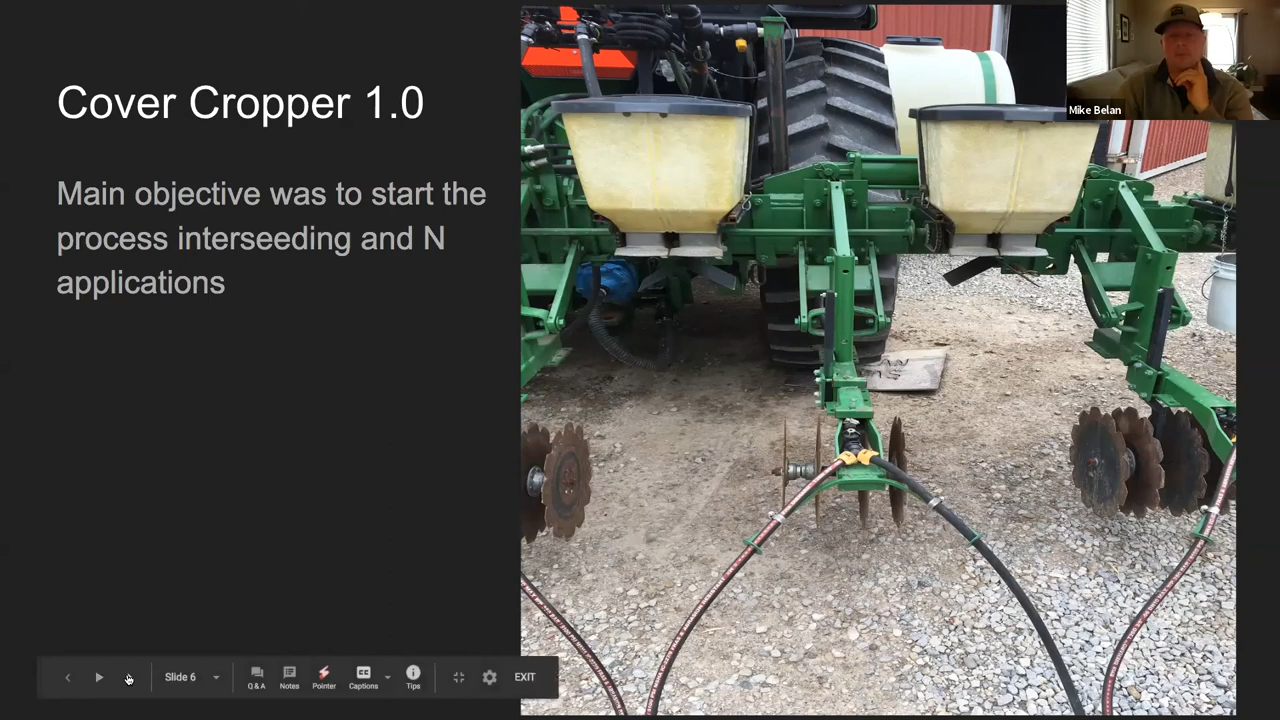 Cover Cropper 1.0
Mike Belan
Main objective was to start the
process interseeding and N
applications
Slide 6
Q & A
Notes
Pointer
Captions
Tips
EXIT